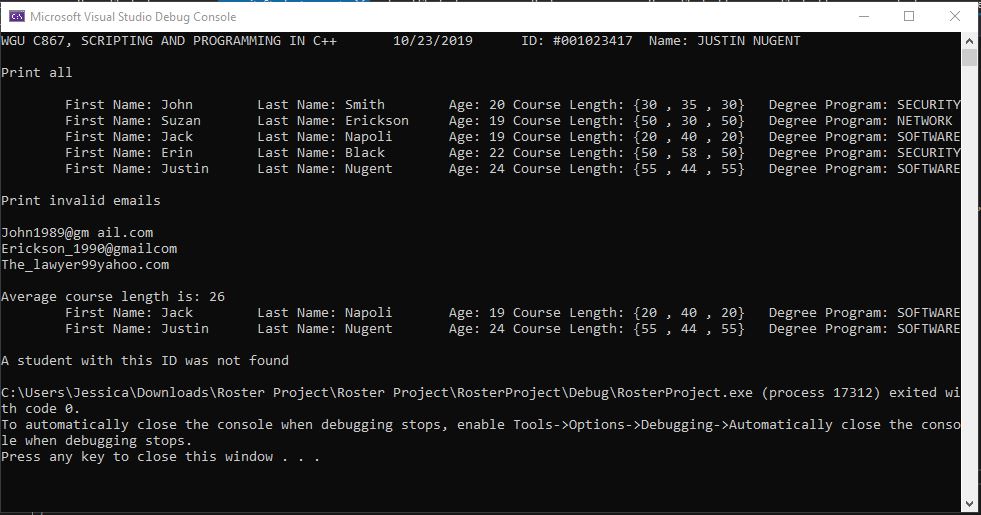 Microsoft Visual Studio Debug Console
WGU C867, SCRIPTING AND PROGRAMMING IN C++ 10/23/2019 ID: #001023417 Name: JUSTIN NUGENT
Print all
First Name: John Last Name: Smith Age: 20 Course Length: {30 , 35 , 30} Degree Program: SECURITY
First Name: Suzan Last Name: Erickson Age: 19 Course Length: {50 , 30 , 50} Degree Program: NETWORK
First Name: Jack Last Name: Napoli Age: 19 Course Length: {20 , 40 , 20} Degree Program: SOFTWARE
First Name: Erin Last Name: Black Age: 22 Course Length: {50 , 58 , 50} Degree Program: SECURITY
First Name: Justin Last Name: Nugent Age: 24 Course Length: {55 , 44 , 55} Degree Program: SOFTWARE
Print invalid emails
John1989@gm ail.com
Erickson_1990@gmailcom
The_lawyer99yahoo.com
Average course length is: 26
First Name: Jack Last Name: Napoli Age: 19 Course Length: {20 , 40 , 20} Degree Program: SOFTWARE
First Name: Justin Last Name: Nugent Age: 24 Course Length: {55 , 44 , 55} Degree Program: SOFTWARE
A student with this ID was not found
C:\Users\Jessica\Downloads\Roster Project\Roster Project\RosterProject\Debug\RosterProject.exe (process 17312) exited wi
th code 0.
To automatically close the console when debugging stops, enable Tools->Options->Debugging->Automatically close the conso
le when debugging stops.
Press any key to close this window . . .